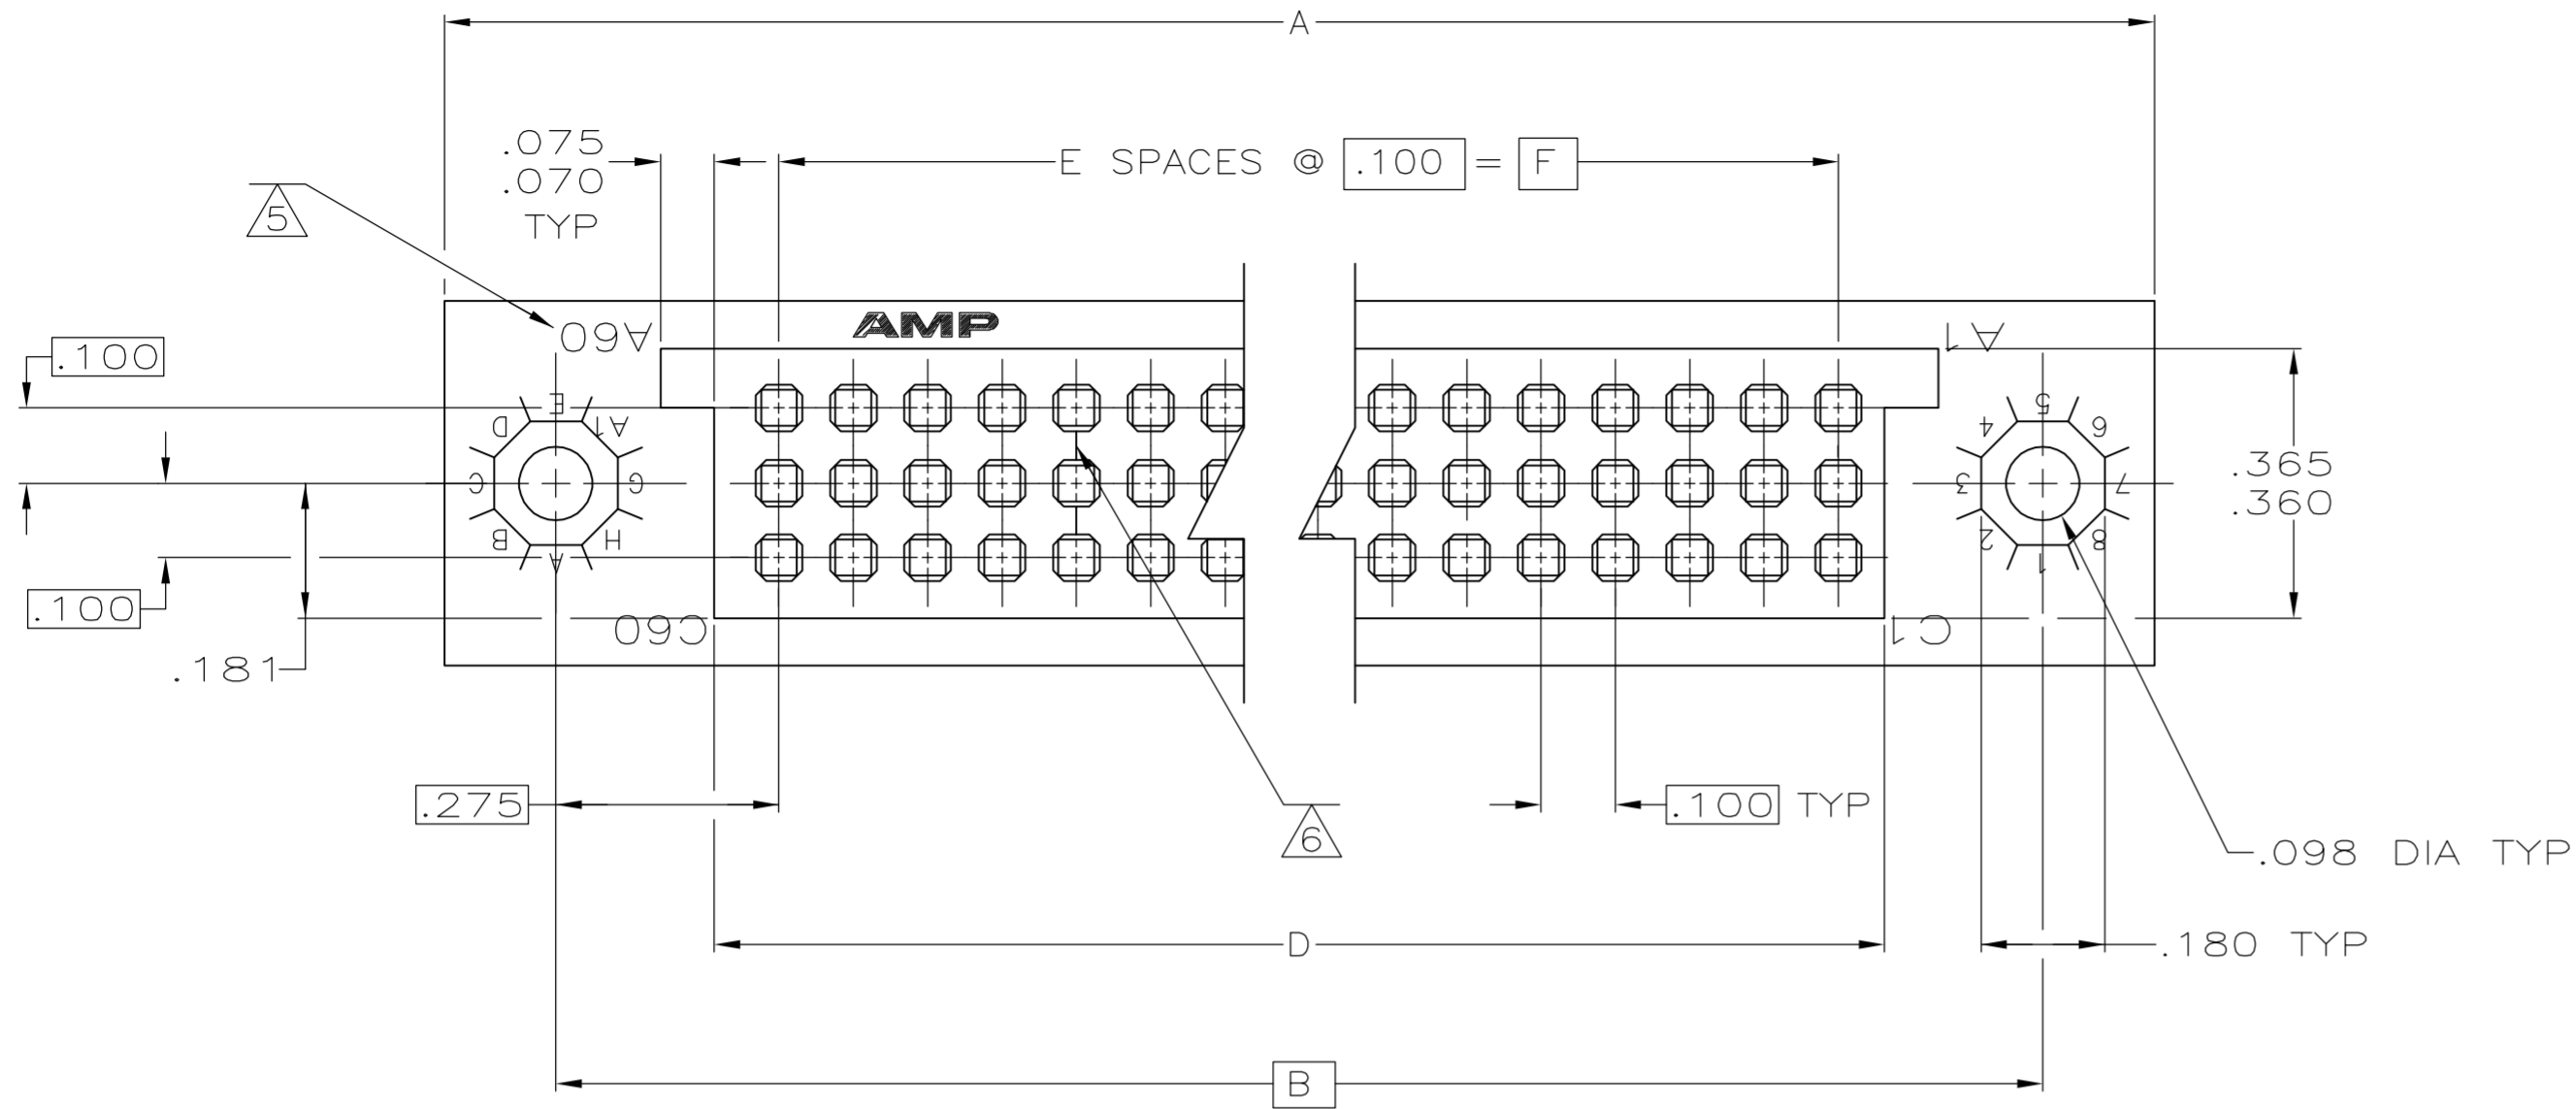 A
.075
.070
TYP
E SPACES @ .100 = F
5
AMP
A60
A1
.100
D E A1
C G
B A H
4 5 6
3 7
2 1 8
.365
.360
.100
C60
C1
.181
.275
6
.100 TYP
.098 DIA TYP
D
.180 TYP
B